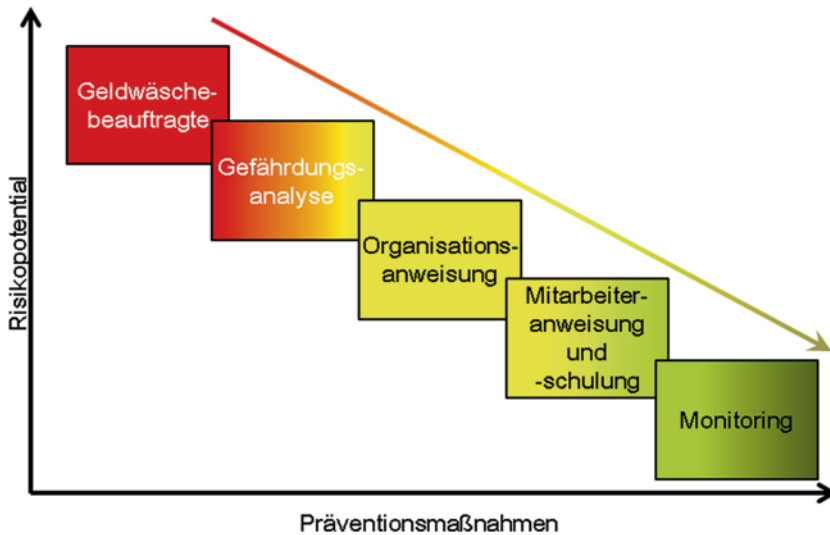 Geldwäsche-
beauftragte
Gefährdungs-
analyse
Organisations-
anweisung
Mitarbeiter-
anweisung
und
-schulung
Monitoring
Risikopotential
Präventionsmaßnahmen